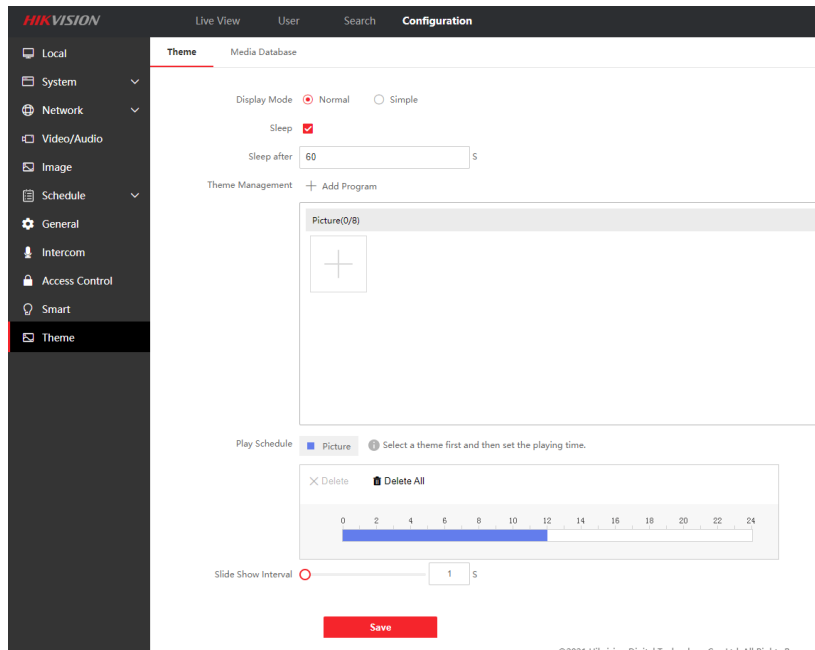 HIKVISION
Live View User Search Configuration
Local
System
Network
Video/Audio
Image
Schedule
General
Intercom
Access Control
Smart
Theme
Theme Media Database
Display Mode Normal Simple
Sleep
Sleep after 60 S
Theme Management + Add Program
Picture(0/8)
Play Schedule Picture Select a theme first and then set the playing time.
Delete Delete All
0 2 4 6 8 10 12 14 16 18 20 22 24
Slide Show Interval 1 S
Save